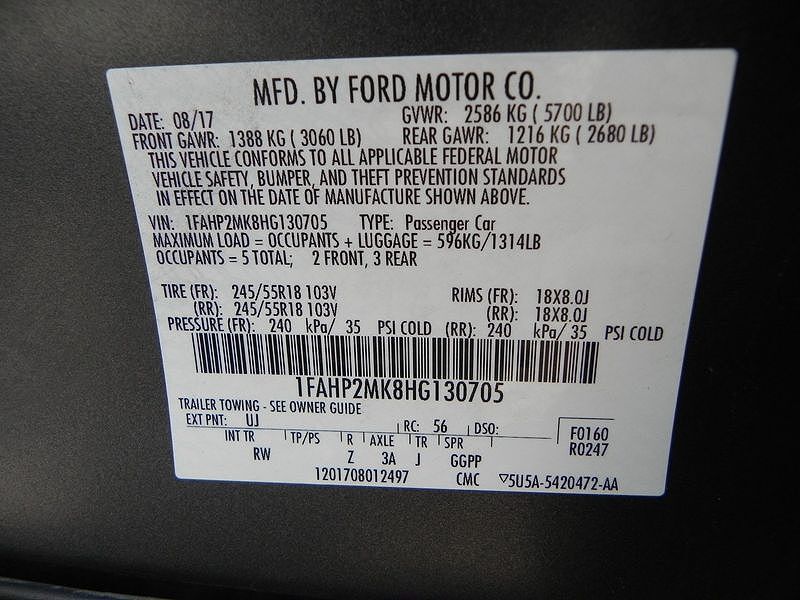 MFD. BY FORD MOTOR CO.
DATE: 08/17 GVWR: 2586 KG ( 5700 LB)
FRONT GAWR: 1388 KG ( 3060 LB) REAR GAWR: 1216 KG ( 2680 LB)
THIS VEHICLE CONFORMS TO ALL APPLICABLE FEDERAL MOTOR
VEHICLE SAFETY, BUMPER, AND THEFT PREVENTION STANDARDS
IN EFFECT ON THE DATE OF MANUFACTURE SHOWN ABOVE.
VIN: 1FAHP2MK8HG130705 TYPE: Passenger Car
MAXIMUM LOAD = OCCUPANTS + LUGGAGE = 596KG/1314LB
OCCUPANTS = 5 TOTAL; 2 FRONT, 3 REAR
TIRE (FR): 245/55R18 103V RIMS (FR): 18X8.0J
(RR): 245/55R18 103V (RR): 18X8.0J
PRESSURE (FR): 240 kPa/ 35 PSI COLD (RR): 240 kPa/ 35 PSI COLD
1FAHP2MK8HG130705
TRAILER TOWING - SEE OWNER GUIDE
EXT PNT: UJ RC: 56 DSO: F0160
INT TR TP/PS R AXLE TR SPR R0247
RW Z 3A J GGPP
1201708012497 CMC ▽5U5A-5420472-AA